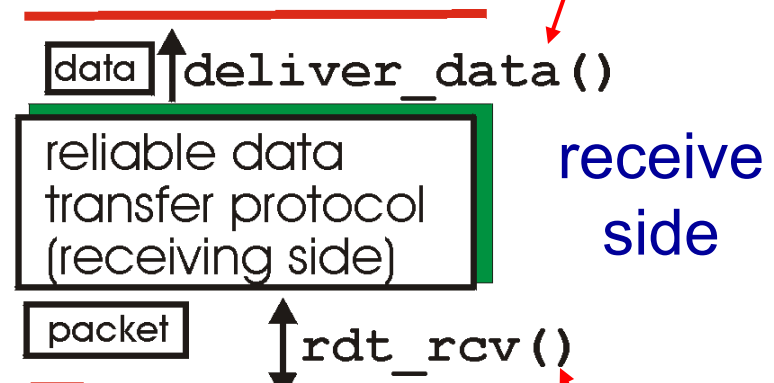 data deliver_data()
reliable data
transfer protocol
(receiving side)
receive
side
packet rdt_rcv()